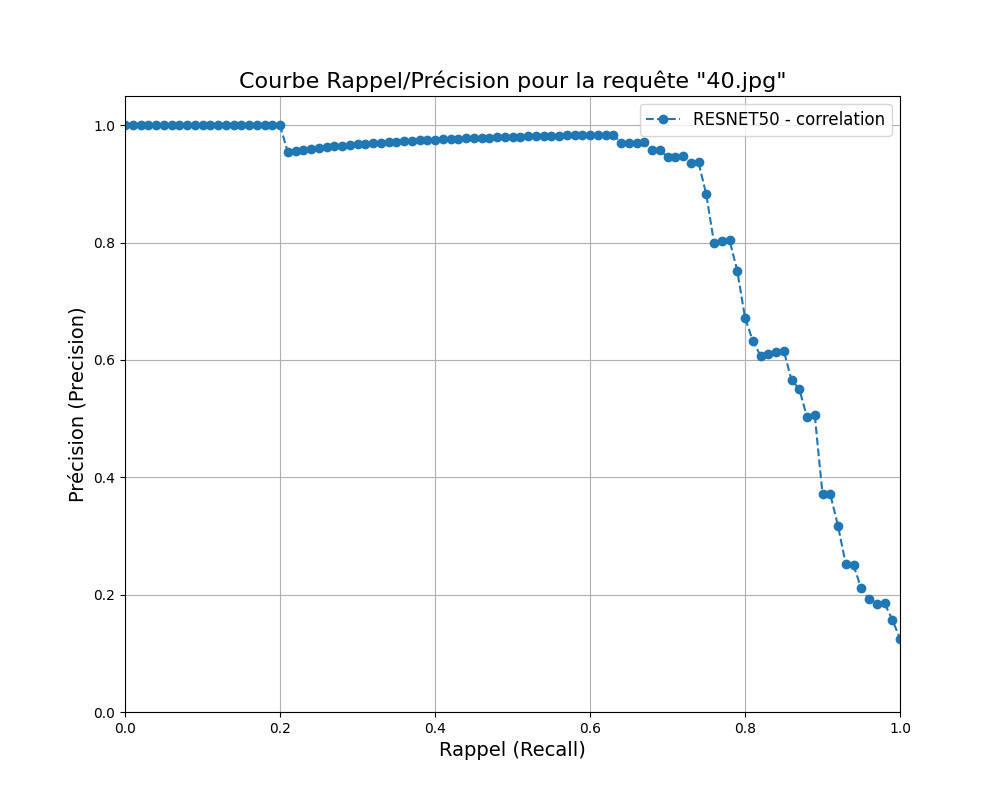 Courbe Rappel/Précision pour la requête "40.jpg"
RESNET50 - correlation
1.0
0.8
0.6
0.4
0.2
0.0
Précision (Precision)
0.0 0.2 0.4 0.6 0.8 1.0
Rappel (Recall)